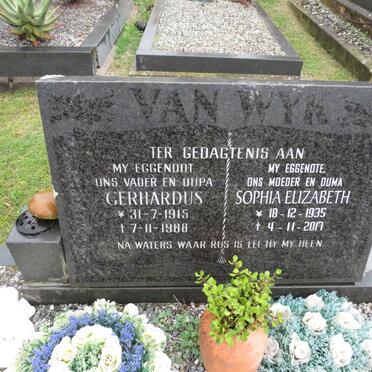 VAN WYK
TER GEDAGTENIS AAN
MY EGGENOOT
ONS VADER EN OUPA
GERHARDUS
* 31-7-1915
† 7-11-1988
MY EGGENOTE,
ONS MOEDER EN OUMA
SOPHIA ELIZABETH
* 18-12-1935
† 4-11-2017
NA WATERS WAAR RUS IS, LEI HY MY HEEN.